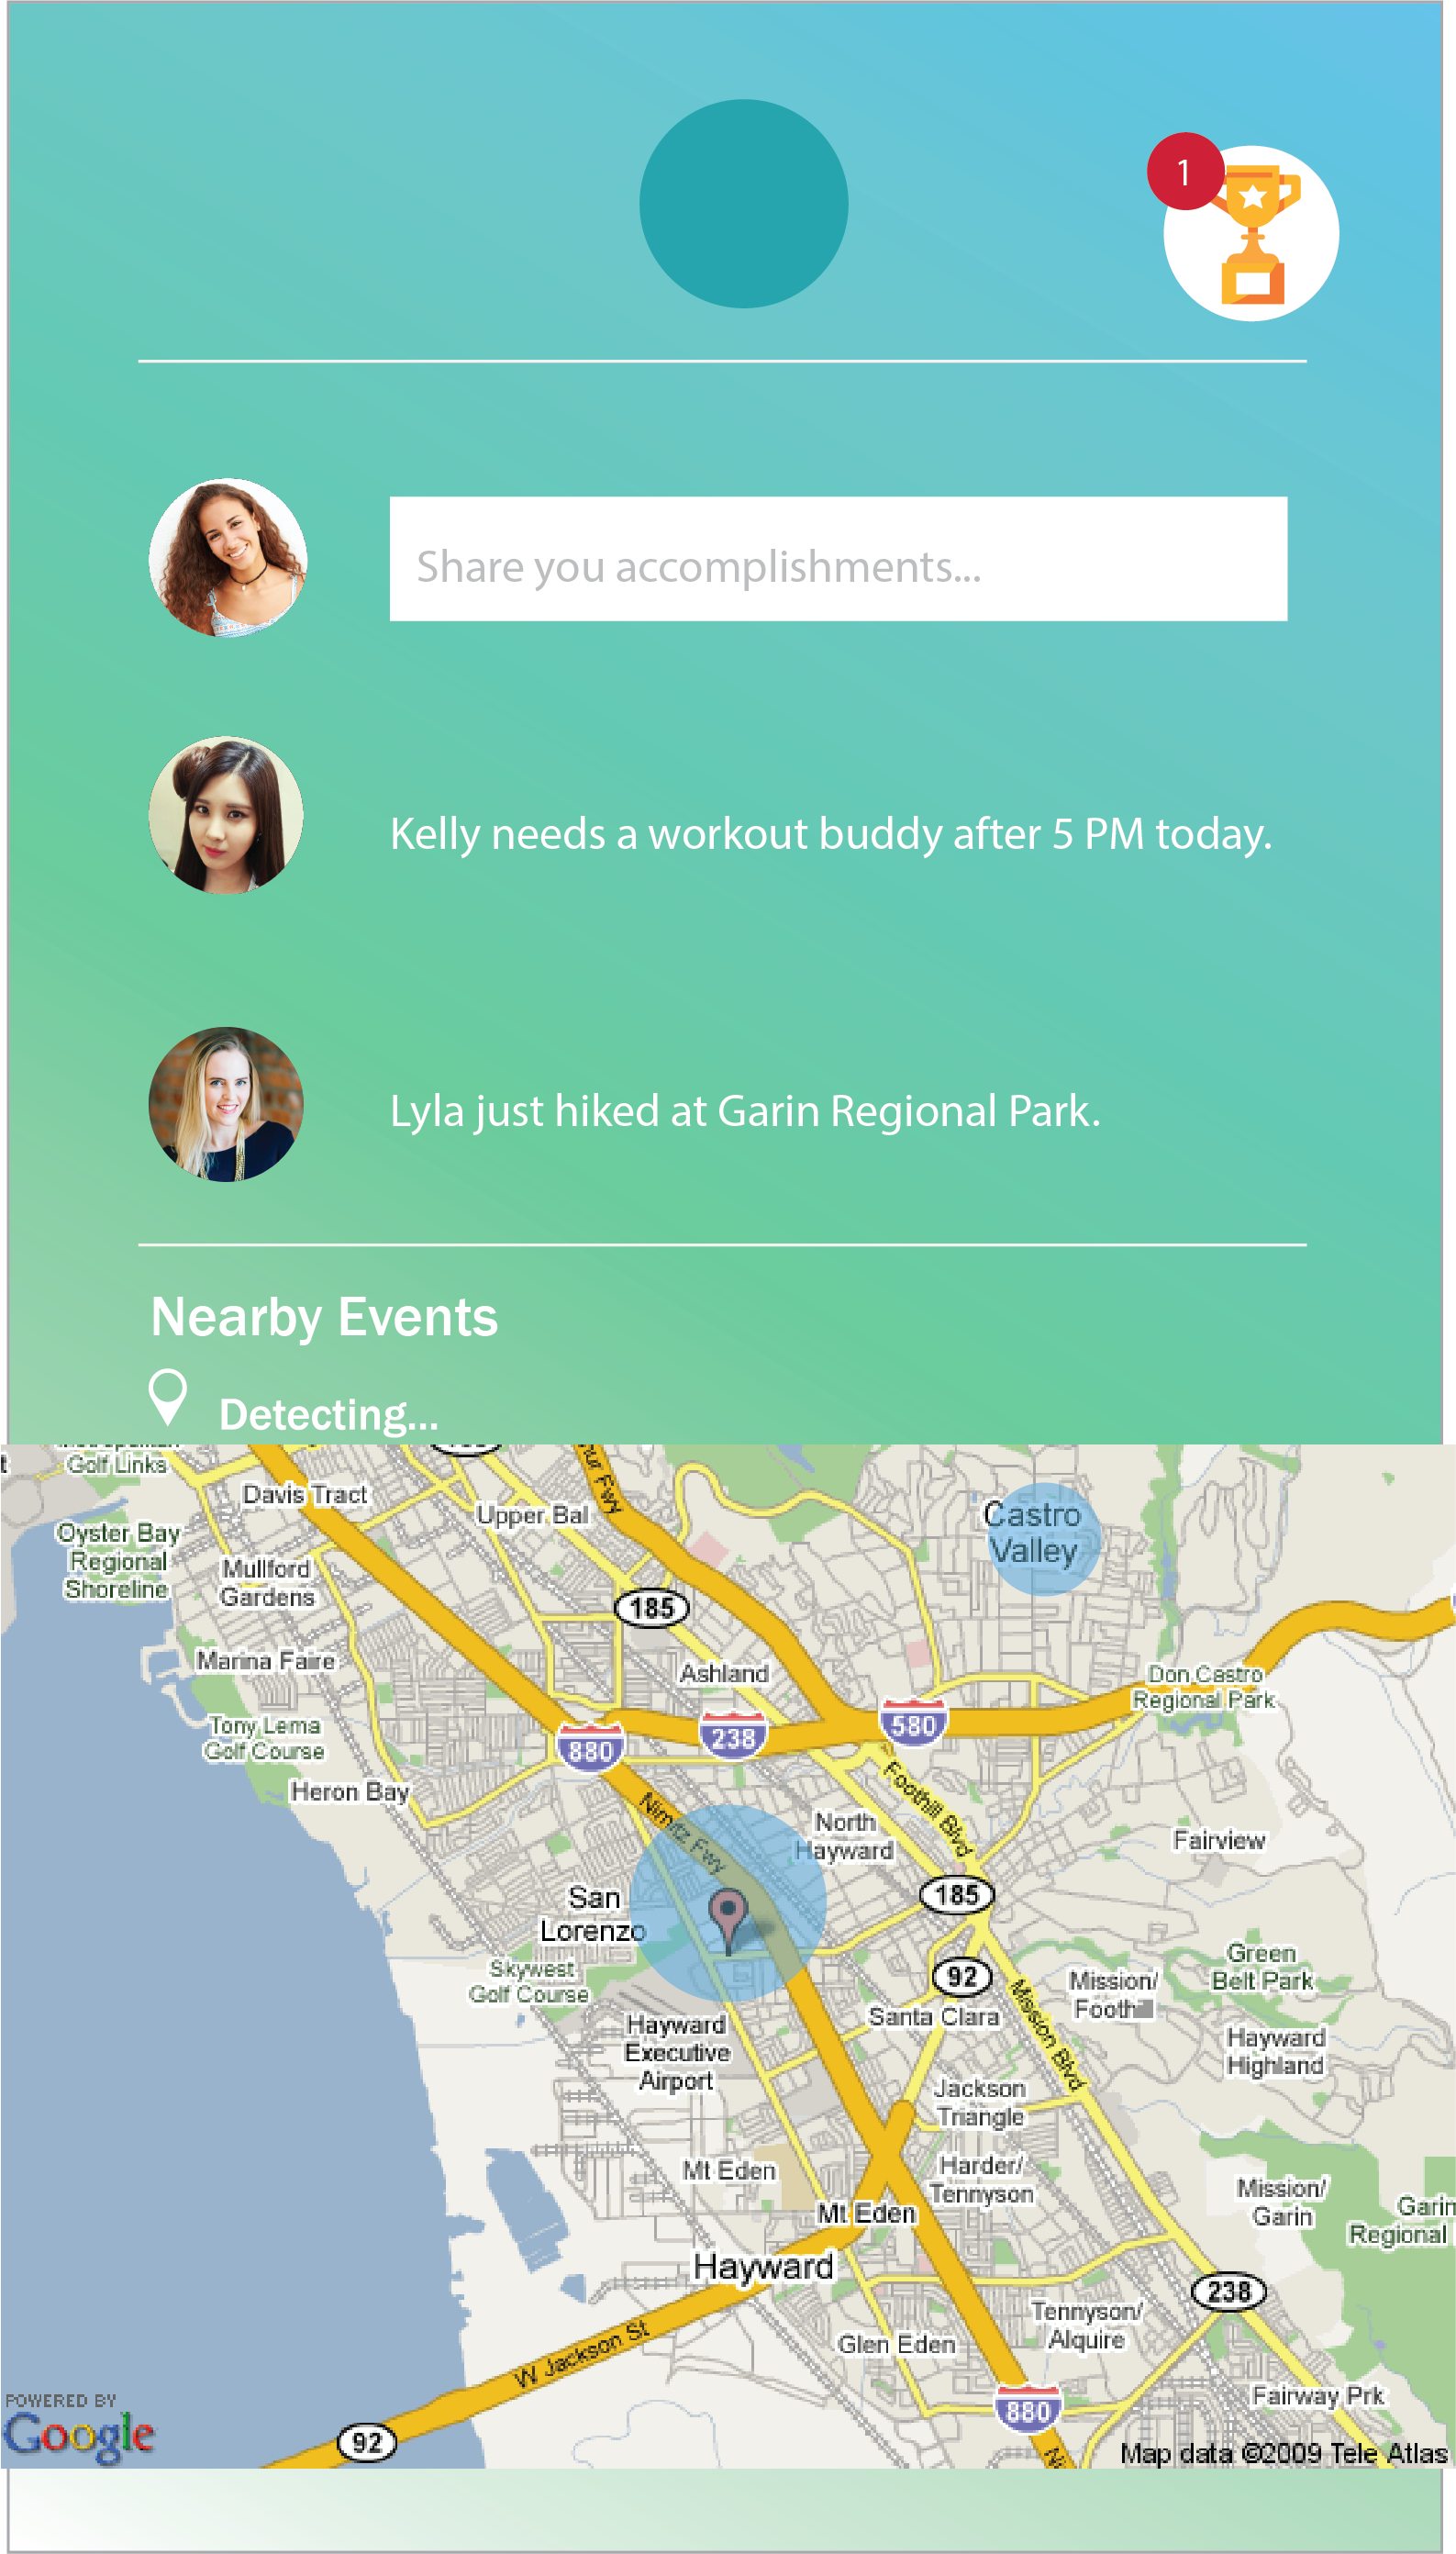 1
Share you accomplishments...
Kelly needs a workout buddy after 5 PM today.
Lyla just hiked at Garin Regional Park.
Nearby Events
Detecting...
Golf Links
Davis Tract
Upper Bal
Castro
Valley
Oyster Bay
Regional
Shoreline
Mullford
Gardens
185
Marina Faire
Ashland
Don Castro
Regional Park
Tony Lema
Golf Course
880
238
580
Heron Bay
Nimitz Fwy
Foothill Blvd
North
Hayward
Fairview
San
Lorenzo
185
Skywest
Golf Course
92
Mission/
Green
Belt Park
Santa Clara
Mission Blvd
Hayward
Executive
Airport
Hayward
Highland
Jackson
Triangle
Mt Eden
Harder/
Tennyson
Mission/
Garin
Garin
Regional
Mt Eden
Hayward
238
Tennyson/
Alquire
W Jackson St
Glen Eden
Fairway Prk
880
POWERED BY
Google
92
Map data ©2009 Tele Atlas